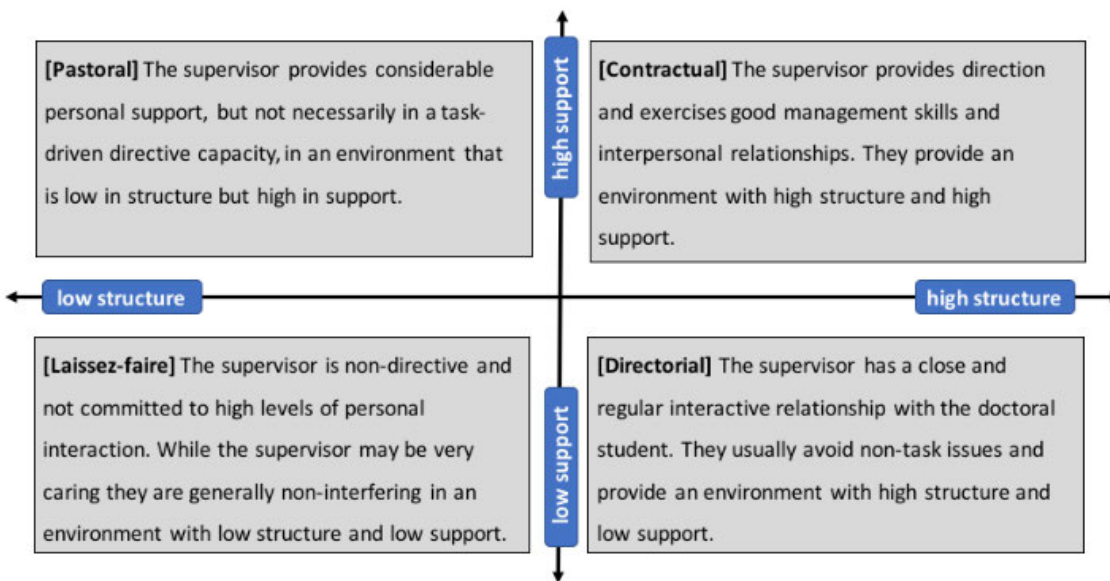 [Pastoral] The supervisor provides considerable
personal support, but not necessarily in a task-
driven directive capacity, in an environment that
is low in structure but high in support.
high support
[Contractual] The supervisor provides direction
and exercises good management skills and
interpersonal relationships. They provide an
environment with high structure and high
support.
low structure
high structure
[Laissez-faire] The supervisor is non-directive and
not committed to high levels of personal
interaction. While the supervisor may be very
caring they are generally non-interfering in an
environment with low structure and low support.
low support
[Directorial] The supervisor has a close and
regular interactive relationship with the doctoral
student. They usually avoid non-task issues and
provide an environment with high structure and
low support.